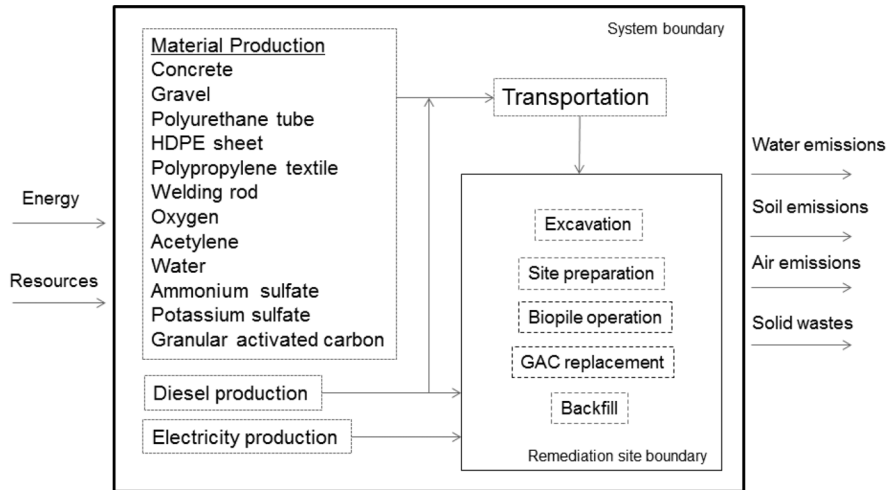 System boundary
Material Production
Concrete
Gravel
Polyurethane tube
HDPE sheet
Polypropylene textile
Welding rod
Oxygen
Acetylene
Water
Ammonium sulfate
Potassium sulfate
Granular activated carbon
Transportation
Energy
Resources
Excavation
Site preparation
Biopile operation
GAC replacement
Backfill
Remediation site boundary
Diesel production
Electricity production
Water emissions
Soil emissions
Air emissions
Solid wastes